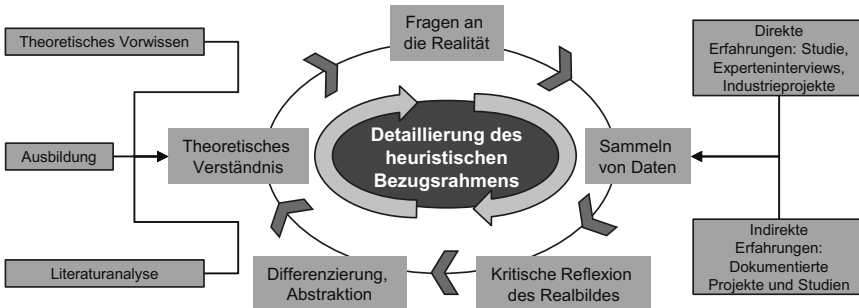 Theoretisches Vorwissen
Ausbildung
Literaturanalyse
Fragen an
die Realität
Theoretisches
Verständnis
Detaillierung des
heuristischen
Bezugsrahmens
Sammeln
von Daten
Differenzierung,
Abstraktion
Kritische Reflexion
des Realbildes
Direkte
Erfahrungen: Studie,
Experteninterviews,
Industrieprojekte
Indirekte
Erfahrungen:
Dokumentierte
Projekte und Studien